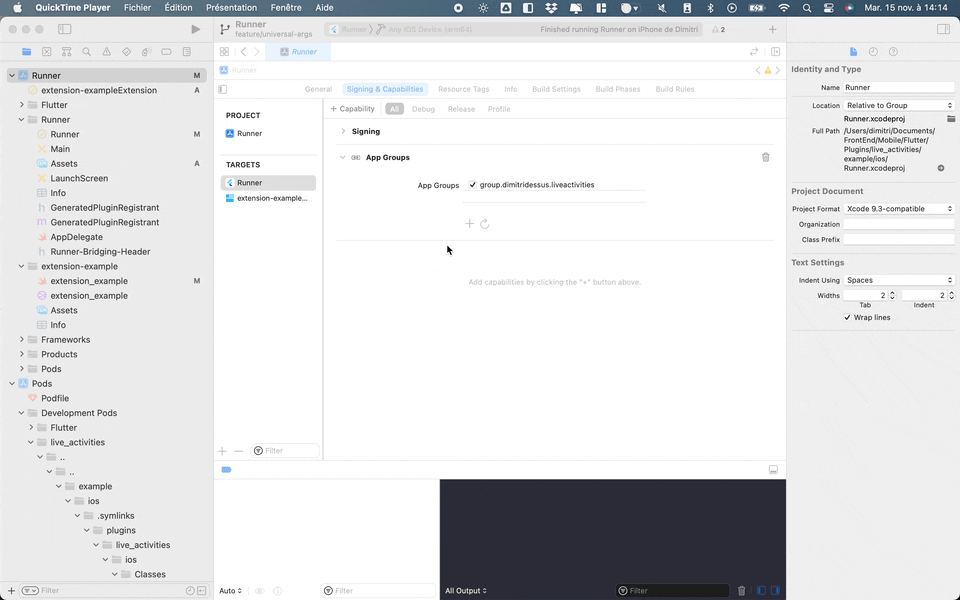 QuickTime Player Fichier Édition Présentation Fenêtre Aide Mar. 15 nov. à 14:14
Runner
feature/universal-args
Runner Any iOS Device (arm64) Finished running Runner on iPhone de Dimitri 2
Runner
Runner
Runner M
extension-exampleExtension A
Flutter
Runner
Runner M
Main
Assets A
LaunchScreen
Info
GeneratedPluginRegistrant
GeneratedPluginRegistrant
AppDelegate
Runner-Bridging-Header
extension-example
extension_example M
extension_example
Assets
Info
Frameworks
Products
Pods
Pods
Podfile
Development Pods
Flutter
live_activities
..
..
example
ios
.symlinks
plugins
live_activities
ios
Classes
Filter
General Signing & Capabilities Resource Tags Info Build Settings Build Phases Build Rules
PROJECT
Runner
TARGETS
Runner
extension-example...
Filter
+ Capability All Debug Release Profile
Signing
App Groups
App Groups group.dimitridessus.liveactivities
Add capabilities by clicking the "+" button above.
Auto Filter
All Output Filter
Identity and Type
Name Runner
Location Relative to Group
Runner.xcodeproj
Full Path /Users/dimitri/Documents/
FrontEnd/Mobile/Flutter/
Plugins/live_activities/
example/ios/
Runner.xcodeproj
Project Document
Project Format Xcode 9.3-compatible
Organization
Class Prefix
Text Settings
Indent Using Spaces
Widths 2 2
Tab Indent
Wrap lines